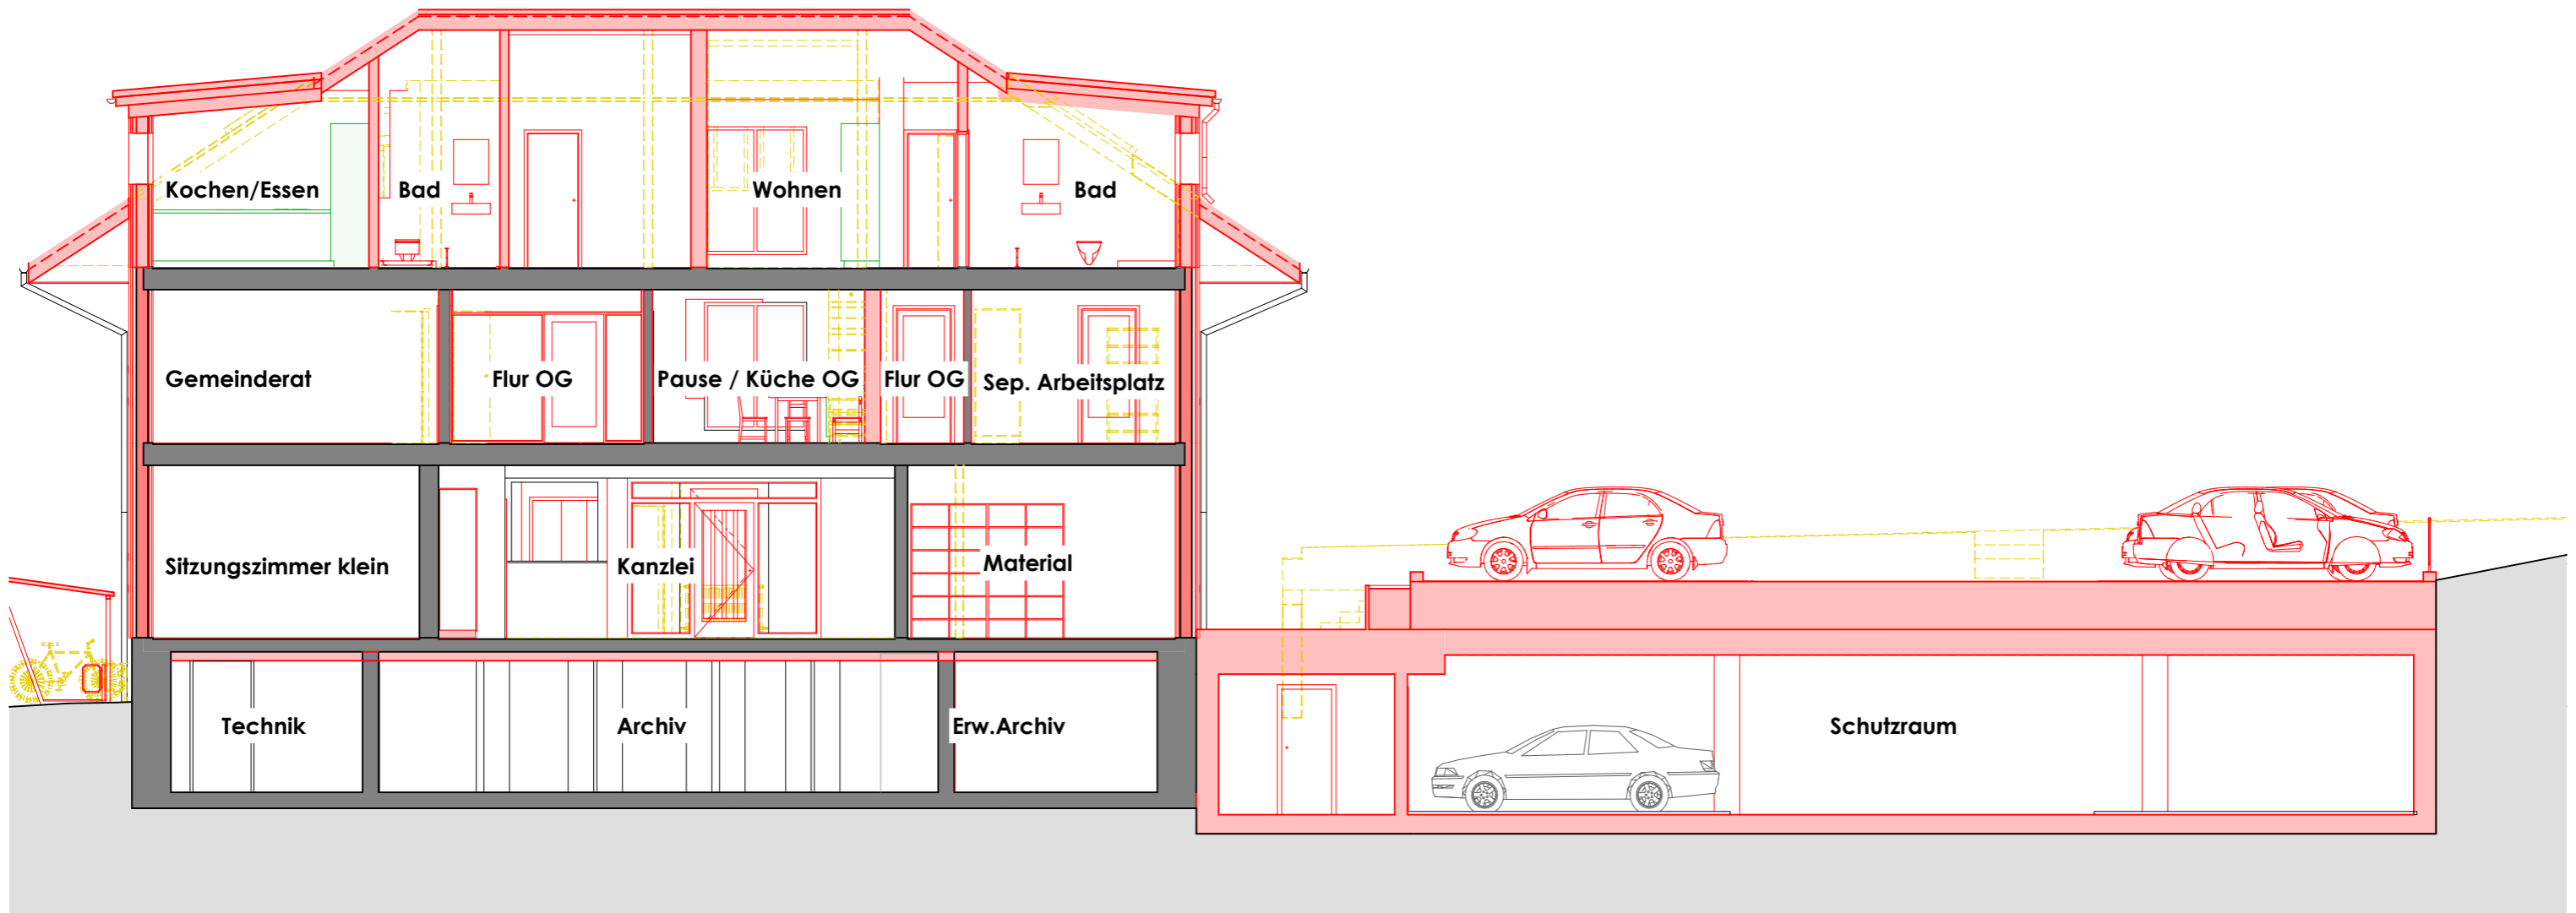 Kochen/Essen
Bad
Wohnen
Bad
Gemeinderat
Flur OG
Pause / Küche OG
Flur OG
Sep. Arbeitsplatz
Sitzungszimmer klein
Kanzlei
Material
Technik
Archiv
Erw.Archiv
Schutzraum